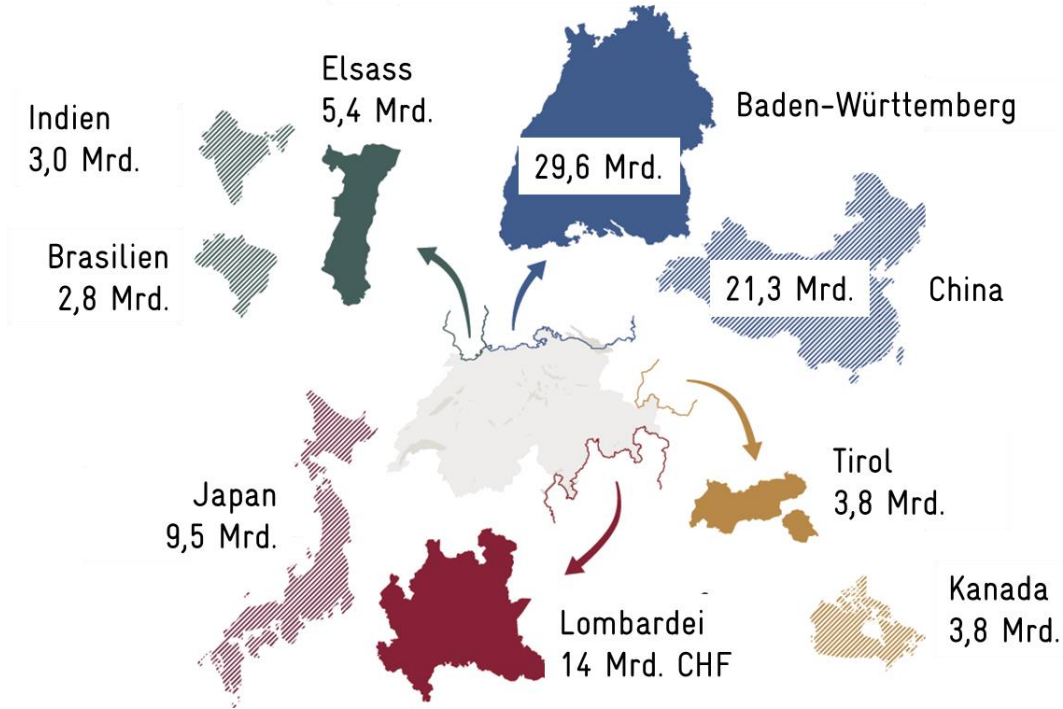 Elsass
5,4 Mrd.
Indien
3,0 Mrd.
Baden-Württemberg
29,6 Mrd.
Brasilien
2,8 Mrd.
21,3 Mrd.
China
Japan
9,5 Mrd.
Tirol
3,8 Mrd.
Lombardei
14 Mrd. CHF
Kanada
3,8 Mrd.